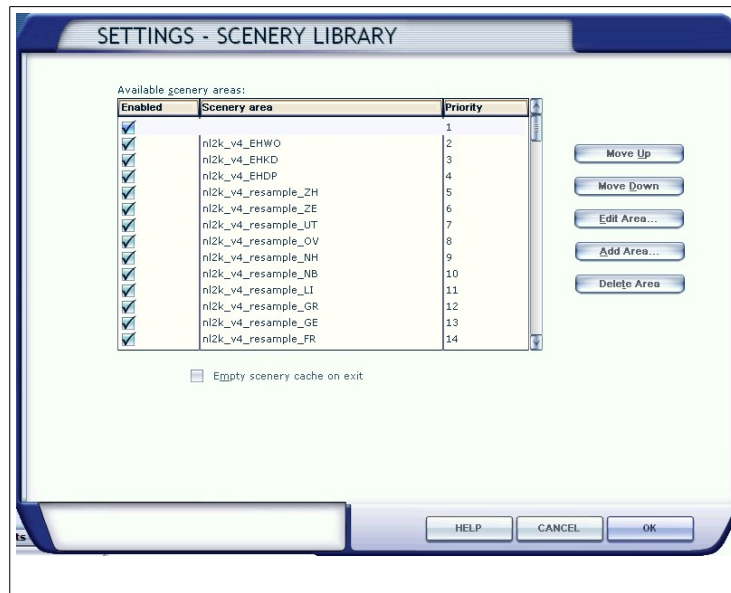 SETTINGS - SCENERY LIBRARY
Available scenery areas:
Enabled Scenery area Priority
1
nl2k_v4_EHWO 2
nl2k_v4_EHKD 3
nl2k_v4_EHDP 4
nl2k_v4_resample_ZH 5
nl2k_v4_resample_ZE 6
nl2k_v4_resample_UT 7
nl2k_v4_resample_OV 8
nl2k_v4_resample_NH 9
nl2k_v4_resample_NB 10
nl2k_v4_resample_LI 11
nl2k_v4_resample_GR 12
nl2k_v4_resample_GE 13
nl2k_v4_resample_FR 14
Move Up
Move Down
Edit Area...
Add Area...
Delete Area
Empty scenery cache on exit
ts
HELP CANCEL OK